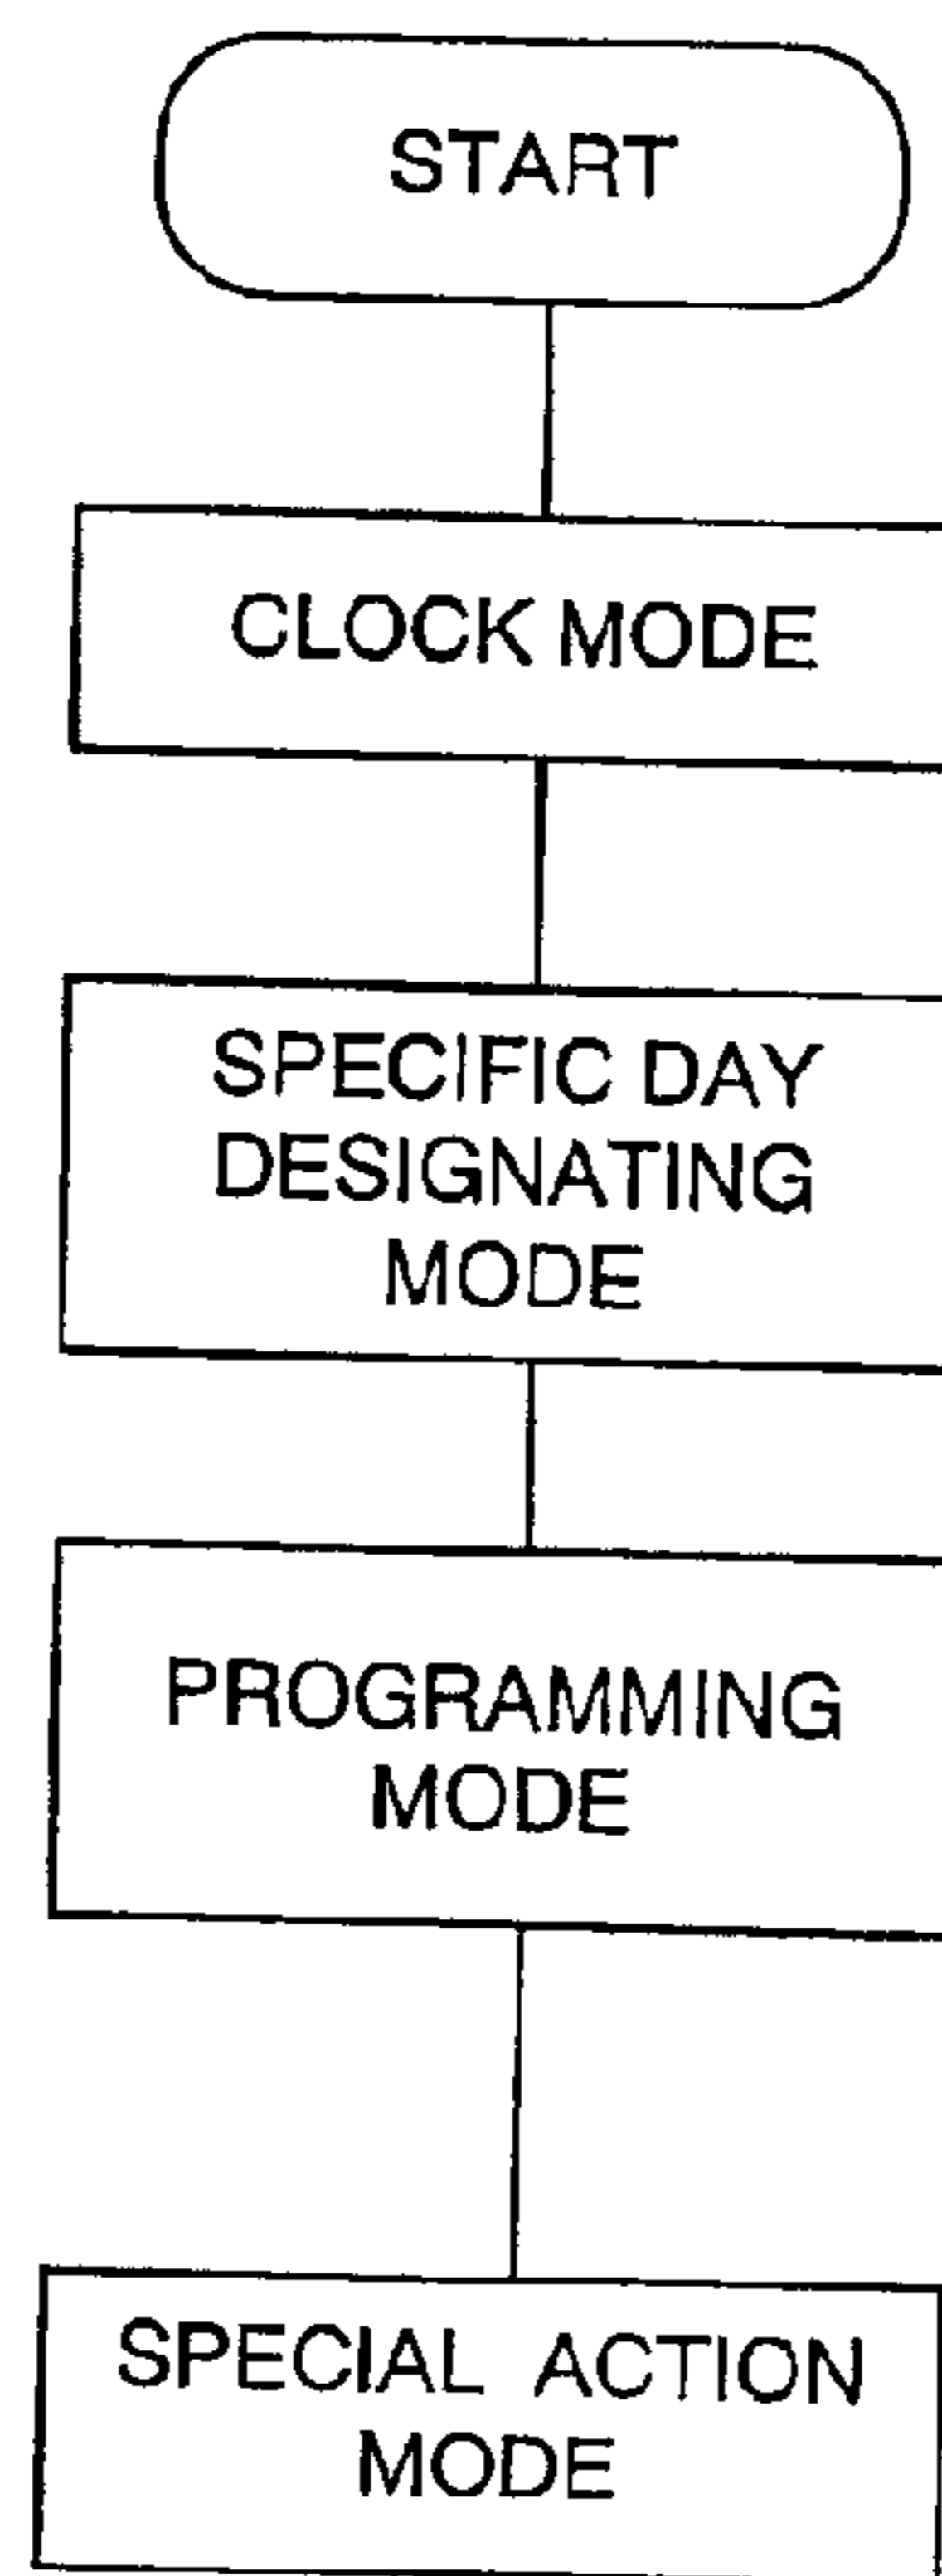 START
CLOCK MODE
SPECIFIC DAY
DESIGNATING
MODE
PROGRAMMING
MODE
SPECIAL ACTION
MODE